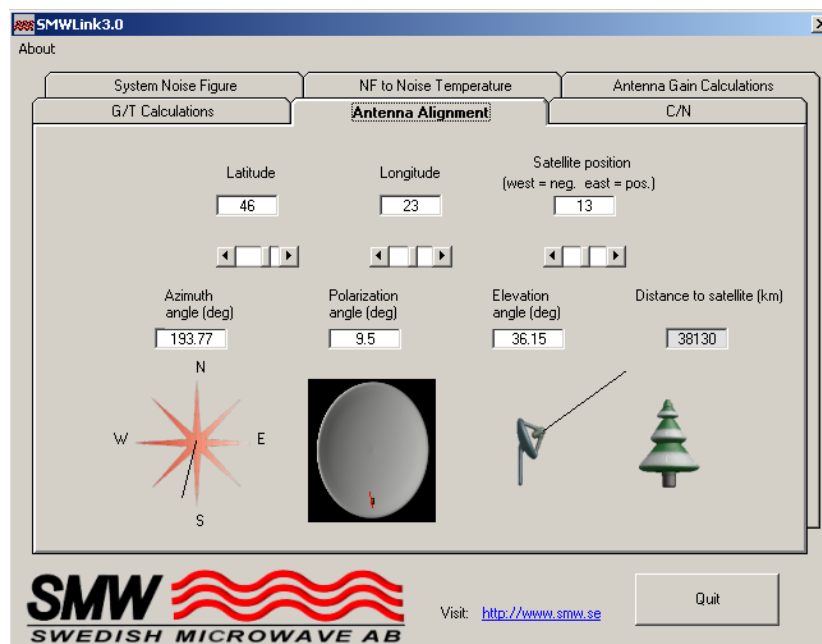 SMWLink3.0
About
System Noise Figure
NF to Noise Temperature
Antenna Gain Calculations
G/T Calculations
Antenna Alignment
C/N
Latitude
Longitude
Satellite position
(west = neg. east = pos.)
46
23
13
Azimuth
angle (deg)
Polarization
angle (deg)
Elevation
angle (deg)
Distance to satellite (km)
193.77
9.5
36.15
38130
N
W
E
S
SMW
SWEDISH MICROWAVE AB
Visit: http://www.smw.se
Quit